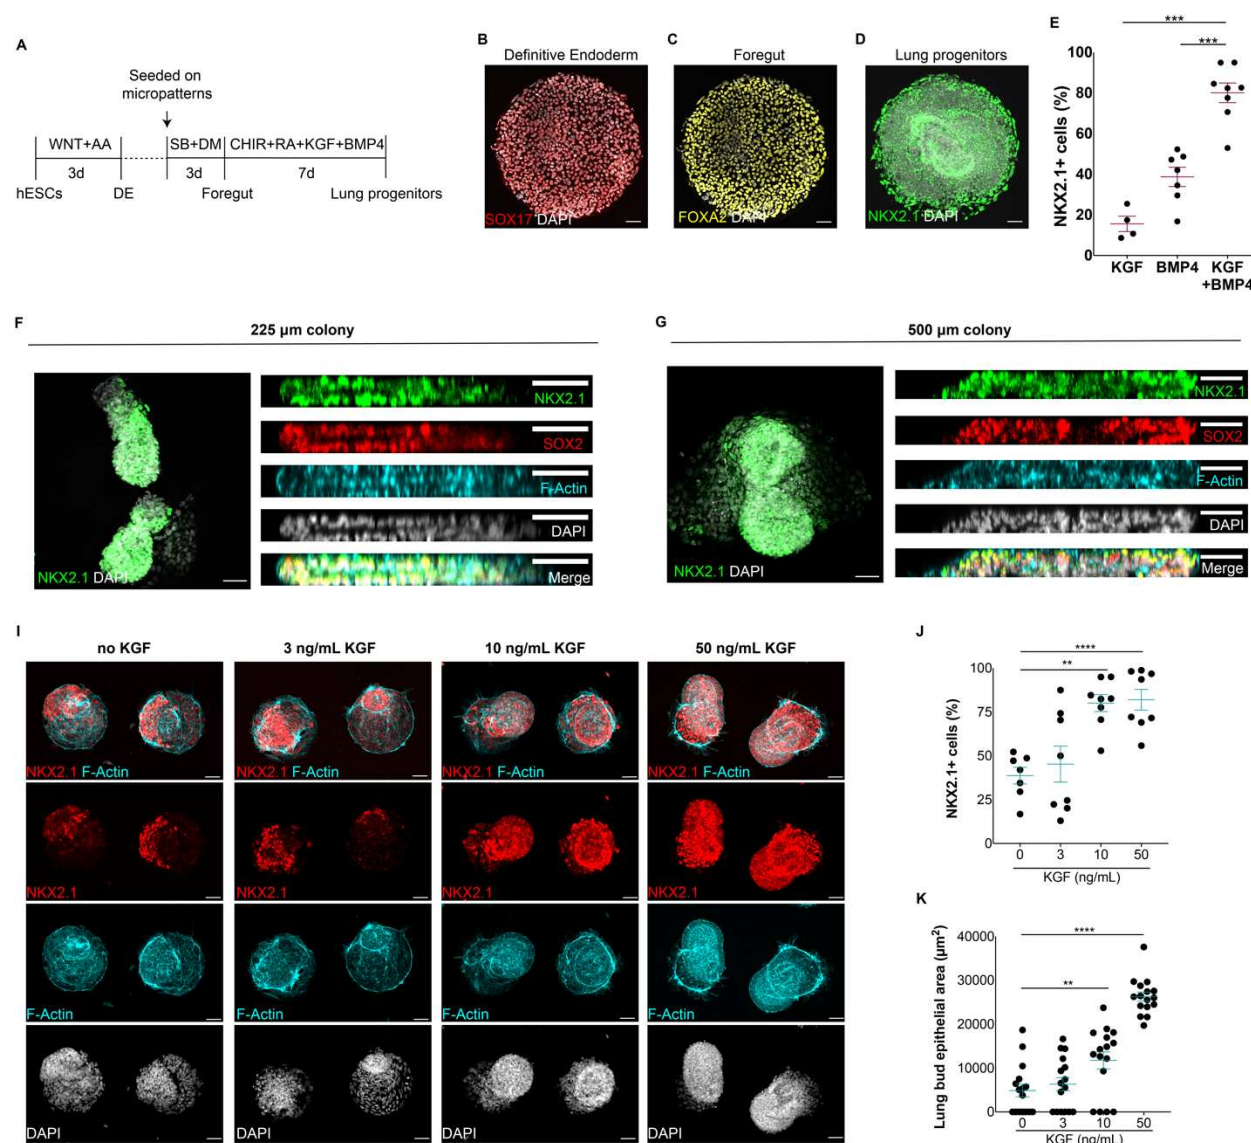 A
Seeded on
micropatterns
WNT+AA
SB+DM
CHIR+RA+KGF+BMP4
3d
3d
7d
hESCs
DE
Foregut
Lung progenitors
B
Definitive Endoderm
SOX17 DAPI
C
Foregut
FOXA2 DAPI
D
Lung progenitors
NKX2.1 DAPI
E
***
***
NKX2.1+ cells (%)
100
80
60
40
20
0
KGF
BMP4
KGF
+BMP4
F
225 µm colony
NKX2.1 DAPI
NKX2.1
SOX2
F-Actin
DAPI
Merge
G
500 µm colony
NKX2.1 DAPI
NKX2.1
SOX2
F-Actin
DAPI
Merge
I
no KGF
3 ng/mL KGF
10 ng/mL KGF
50 ng/mL KGF
NKX2.1 F-Actin
NKX2.1 F-Actin
NKX2.1 F-Actin
NKX2.1 F-Actin
NKX2.1
NKX2.1
NKX2.1
NKX2.1
F-Actin
F-Actin
F-Actin
F-Actin
DAPI
DAPI
DAPI
DAPI
J
****
**
NKX2.1+ cells (%)
100
75
50
25
0
0
3
10
50
KGF (ng/mL)
K
****
**
Lung bud epithelial area (µm²)
40000
30000
20000
10000
0
0
3
10
50
KGF (ng/mL)